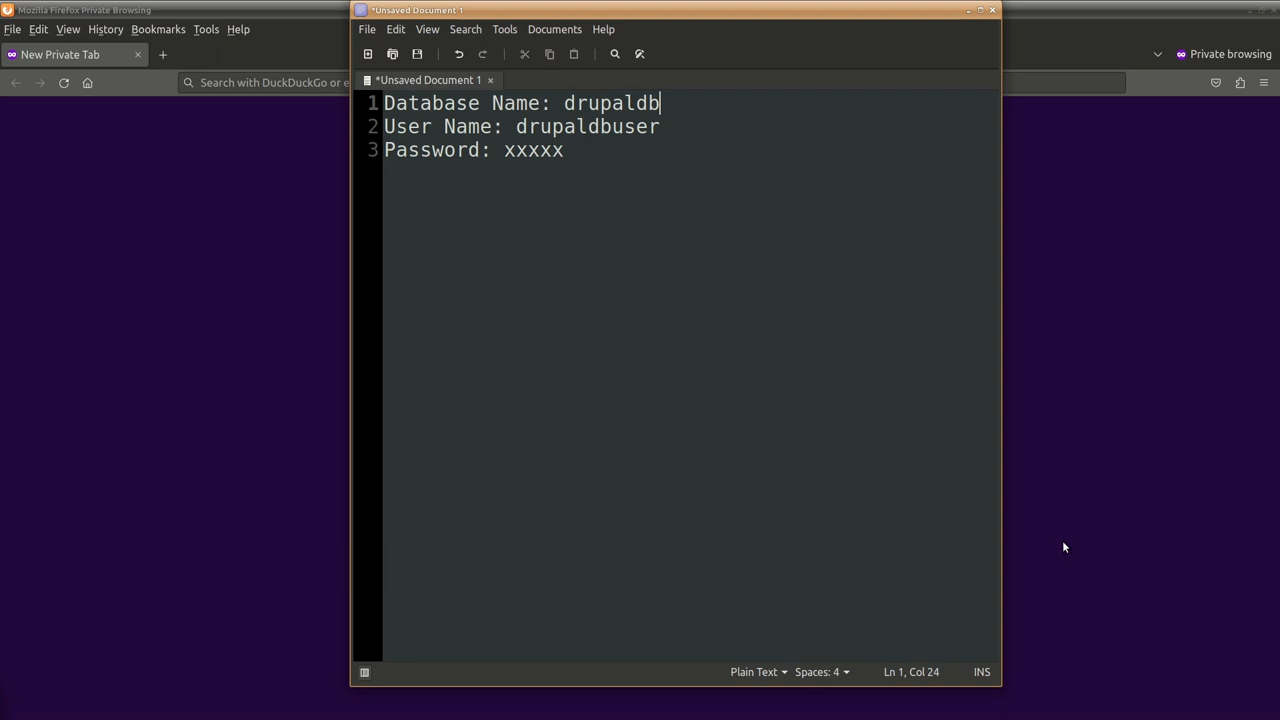 Mozilla Firefox Private Browsing
*Unsaved Document 1
File Edit View History Bookmarks Tools Help
File Edit View Search Tools Documents Help
New Private Tab
Private browsing
*Unsaved Document 1
Search with DuckDuckGo or e
1 Database Name: drupaldb
2 User Name: drupaldbuser
3 Password: xxxxx
Plain Text Spaces: 4 Ln 1, Col 24 INS